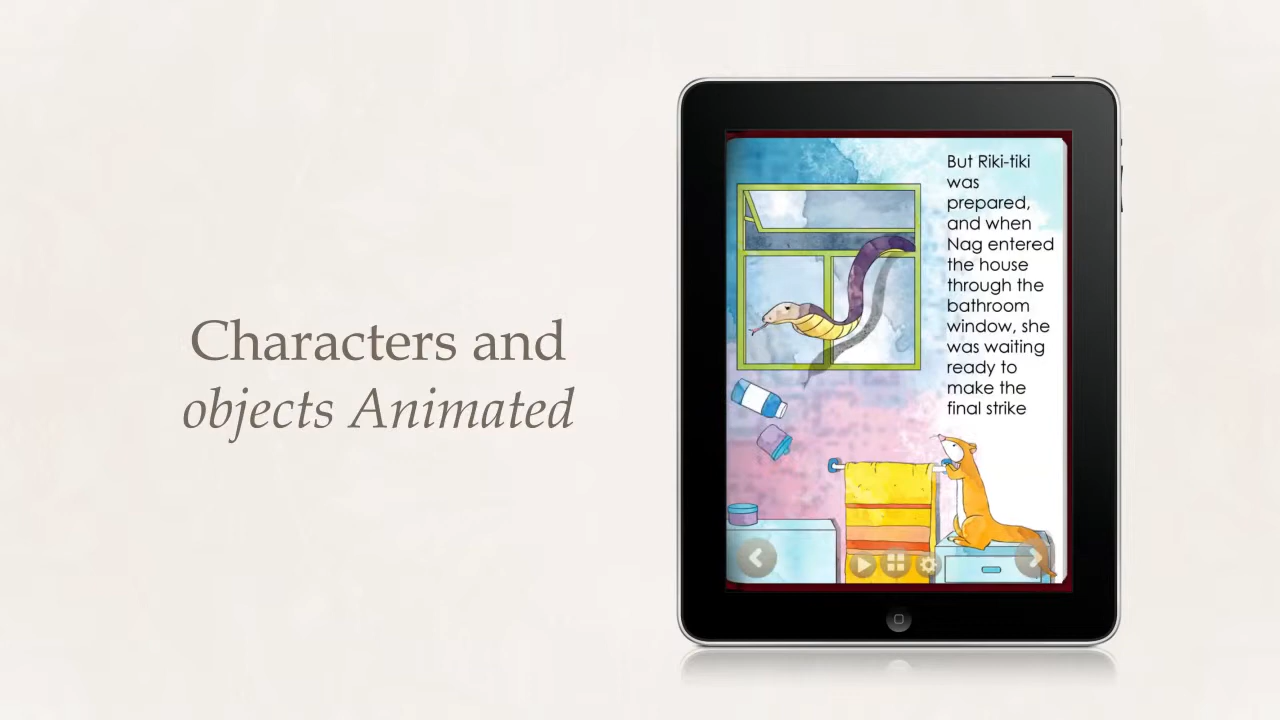 Characters and
objects Animated
But Riki-tiki
was
prepared,
and when
Nag entered
the house
through the
bathroom
window, she
was waiting
ready to
make the
final strike